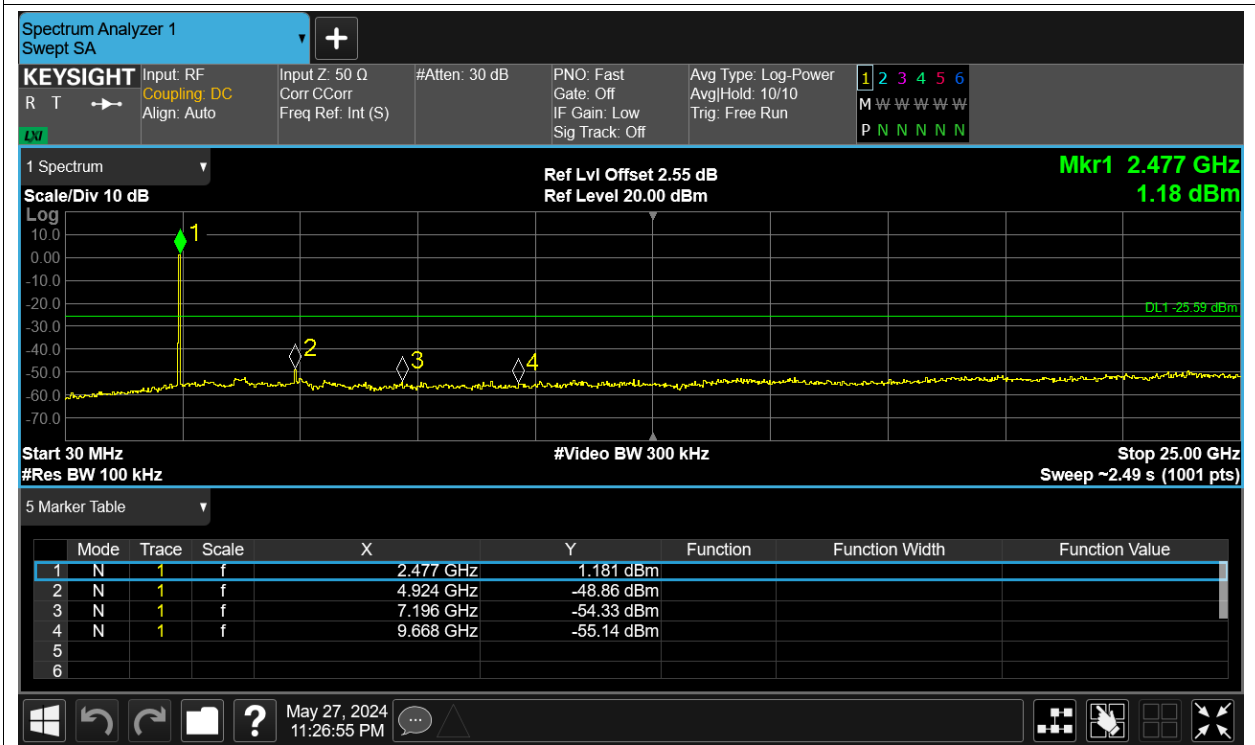 Spectrum Analyzer 1
Swept SA
KEYSIGHT
R T
LXI
Input: RF
Coupling: DC
Align: Auto
Input Z: 50 Ω
Corr CCorr
Freq Ref: Int (S)
#Atten: 30 dB
PNO: Fast
Gate: Off
IF Gain: Low
Sig Track: Off
Avg Type: Log-Power
Avg|Hold: 10/10
Trig: Free Run
1 2 3 4 5 6
M W W W W W
P N N N N N
1 Spectrum
Scale/Div 10 dB
Ref Lvl Offset 2.55 dB
Ref Level 20.00 dBm
Mkr1 2.477 GHz
1.18 dBm
Log
10.0
0.00
-10.0
-20.0
-30.0
-40.0
-50.0
-60.0
-70.0
1
2
3
4
DL1 -25.59 dBm
Start 30 MHz
#Video BW 300 kHz
Stop 25.00 GHz
#Res BW 100 kHz
Sweep ~2.49 s (1001 pts)
5 Marker Table
Mode Trace Scale X Y Function Function Width Function Value
1 N 1 f 2.477 GHz 1.181 dBm
2 N 1 f 4.924 GHz -48.86 dBm
3 N 1 f 7.196 GHz -54.33 dBm
4 N 1 f 9.668 GHz -55.14 dBm
5
6
?
May 27, 2024
11:26:55 PM